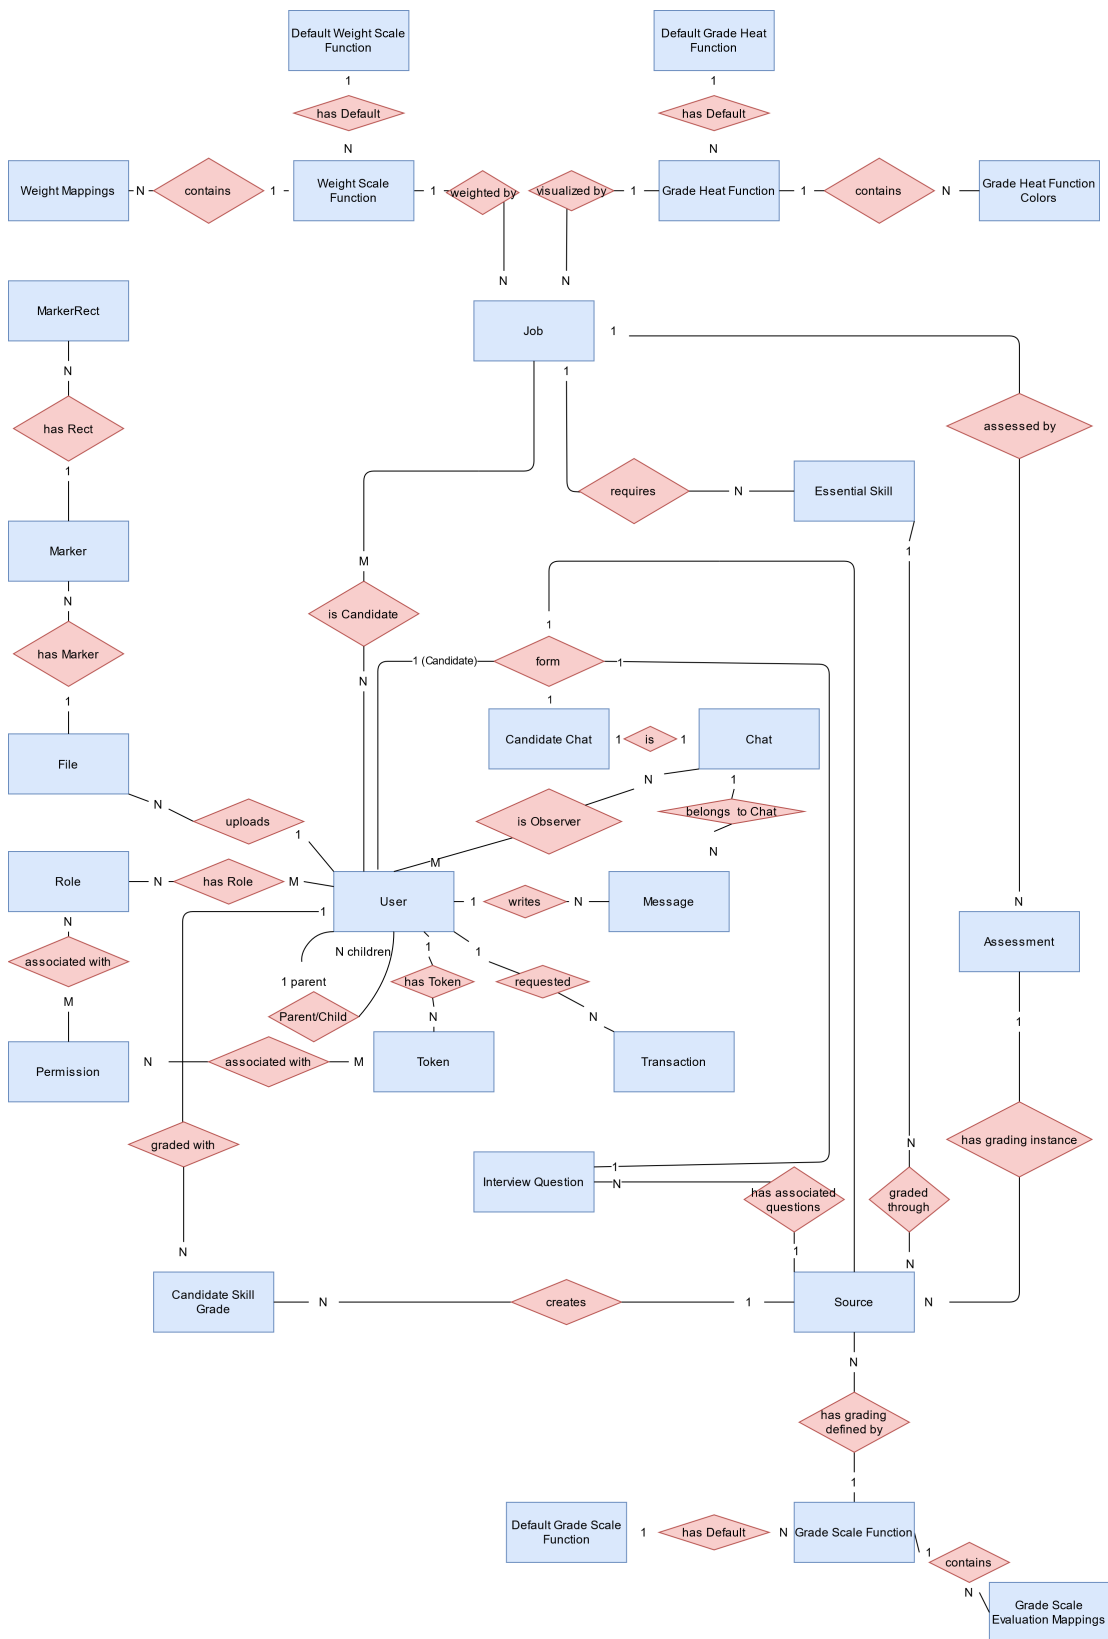 Default Weight Scale
Function
Default Grade Heat
Function
1
1
has Default
has Default
N
N
Weight Mappings
N
contains
1
Weight Scale
Function
1
weighted by
visualized by
1
Grade Heat Function
1
contains
N
Grade Heat Function
Colors
N
N
MarkerRect
Job
1
N
1
has Rect
assessed by
1
requires
N
Essential Skill
Marker
1
M
N
is Candidate
1
has Marker
1 (Candidate)
form
1
N
1
1
Candidate Chat
1
is
1
Chat
File
N
1
N
uploads
is Observer
belongs  to Chat
1
N
M
Role
N
has Role
M
User
1
writes
N
Message
1
N
N children
1
1
associated with
1 parent
has Token
requested
Assessment
N
M
Parent/Child
N
N
1
Permission
N
associated with
M
Token
Transaction
graded with
N
has grading instance
1
Interview Question
N
has associated
questions
graded
through
N
1
N
Candidate Skill
Grade
N
creates
1
Source
N
N
has grading
defined by
1
Default Grade Scale
Function
1
has Default
N
Grade Scale Function
1
contains
N
Grade Scale
Evaluation Mappings